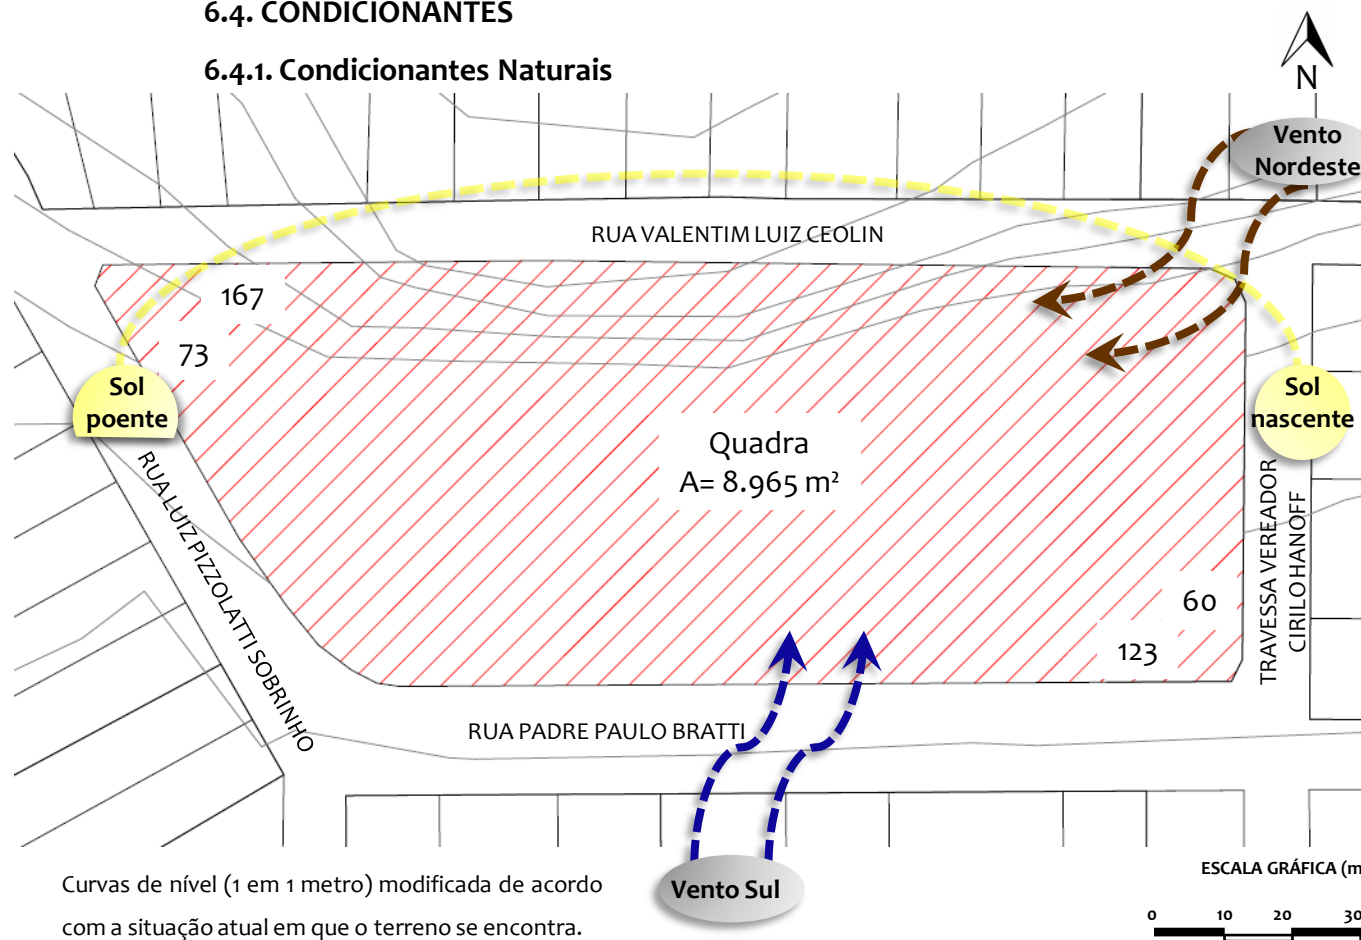 6.4. CONDICIONANTES
6.4.1. Condicionantes Naturais
N
Vento
Nordeste
RUA VALENTIM LUIZ CEOLIN
167
73
Sol
poente
Sol
nascente
Quadra
A= 8.965 m²
RUA LUIZ PIZZOLATTI SOBRINHO
TRAVESSA VEREADOR
CIRILO HANOFF
60
123
RUA PADRE PAULO BRATTI
Vento Sul
Curvas de nível (1 em 1 metro) modificada de acordo
com a situação atual em que o terreno se encontra.
ESCALA GRÁFICA (m
0 10 20 30